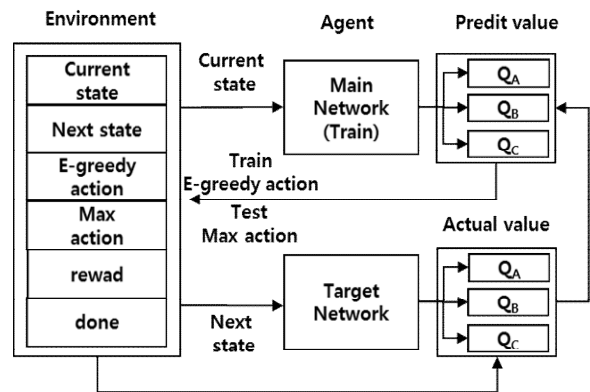 Environment
Agent
Predit value
Current
state
Next state
E-greedy
action
Max
action
rewad
done
Current
state
Main
Network
(Train)
QA
QB
QC
Train
E-greedy action
Test
Max action
Actual value
Target
Network
QA
QB
QC
Next
state